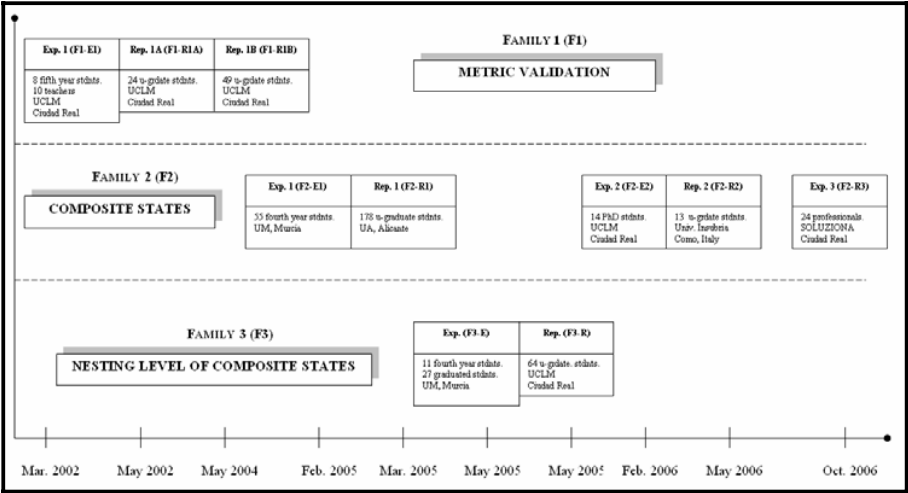 FAMILY 1 (F1)
METRIC VALIDATION
Exp. 1 (F1-E1)
8 fifth year stdnts.
10 teachers
UCLM
Ciudad Real
Rep. 1A (F1-R1A)
24 u-grdate stdnts.
UCLM
Ciudad Real
Rep. 1B (F1-R1B)
49 u-grdate stdnts.
UCLM
Ciudad Real
FAMILY 2 (F2)
COMPOSITE STATES
Exp. 1 (F2-E1)
55 fourth year stdnts.
UM, Murcia
Rep. 1 (F2-R1)
178 u-graduate stdnts.
UA, Alicante
Exp. 2 (F2-E2)
14 PhD stdnts.
UCLM
Ciudad Real
Rep. 2 (F2-R2)
13 u-grdate stdnts.
Univ. Insubria
Como, Italy
Exp. 3 (F2-R3)
24 professionals.
SOLUZIONA
Ciudad Real
FAMILY 3 (F3)
NESTING LEVEL OF COMPOSITE STATES
Exp. (F3-E)
11 fourth year stdnts.
27 graduated stdnts.
UM, Murcia
Rep. (F3-R)
64 u-grdate. stdnts.
UCLM
Ciudad Real
Mar. 2002
May 2002
May 2004
Feb. 2005
Mar. 2005
May 2005
May 2005
Feb. 2006
May 2006
Oct. 2006